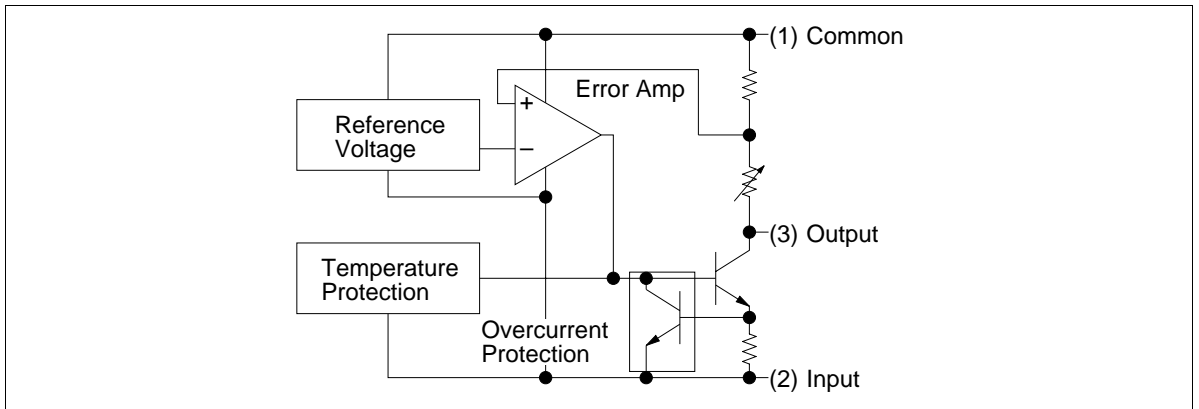 (1) Common
Error Amp
+
Reference
Voltage
−
(3) Output
Temperature
Protection
Overcurrent
Protection
(2) Input